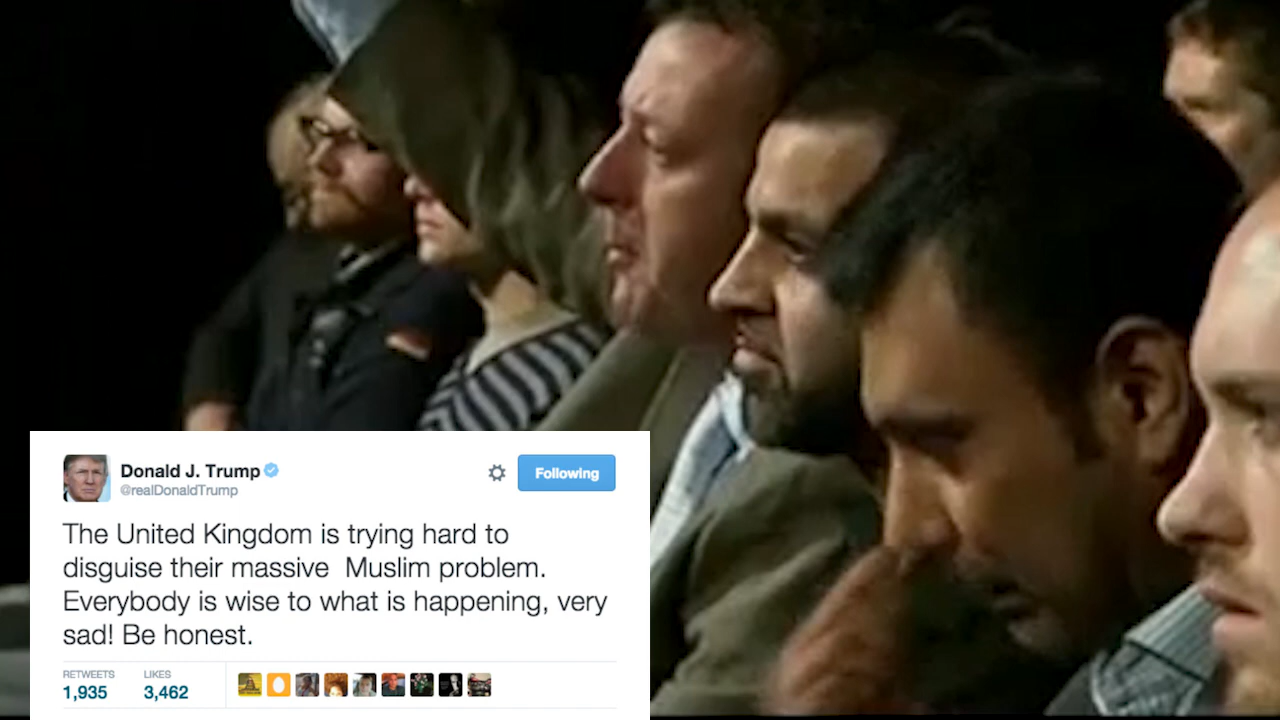 Donald J. Trump
@realDonaldTrump
Following
The United Kingdom is trying hard to
disguise their massive  Muslim problem.
Everybody is wise to what is happening, very
sad! Be honest.
RETWEETS LIKES
1,935 3,462